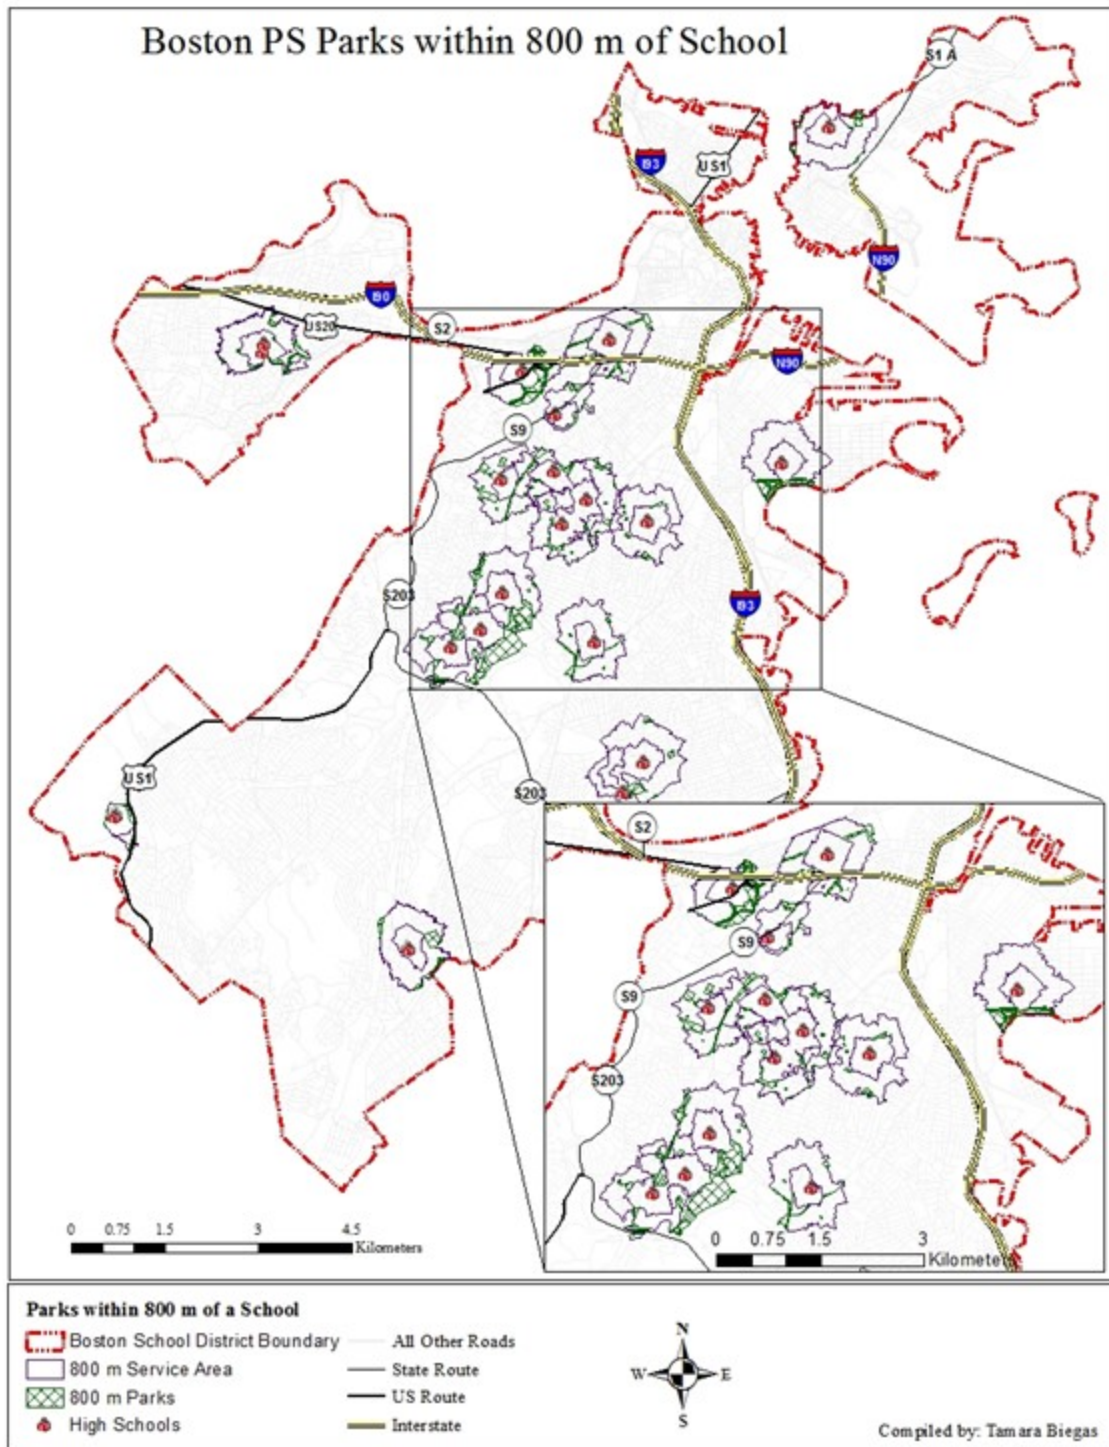 Boston PS Parks within 800 m of School
S1 A
I93
US1
N90
I90
US20
S2
N90
S9
S203
I93
US1
S203
S2
S9
S9
S203
0 0.75 1.5 3 4.5
Kilometers
0 0.75 1.5 3
Kilometers
Parks within 800 m of a School
Boston School District Boundary
800 m Service Area
800 m Parks
High Schools
All Other Roads
State Route
US Route
Interstate
N
W E
S
Compiled by: Tamara Biegas